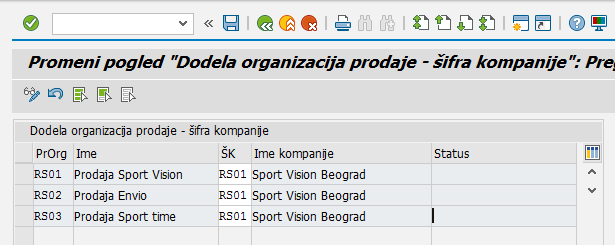 Promeni pogled "Dodela organizacija prodaje - šifra kompanije": Pre
Dodela organizacija prodaje - šifra kompanije
PrOrg Ime ŠK Ime kompanije Status
RS01 Prodaja Sport Vision RS01 Sport Vision Beograd
RS02 Prodaja Envio RS01 Sport Vision Beograd
RS03 Prodaja Sport time RS01 Sport Vision Beograd